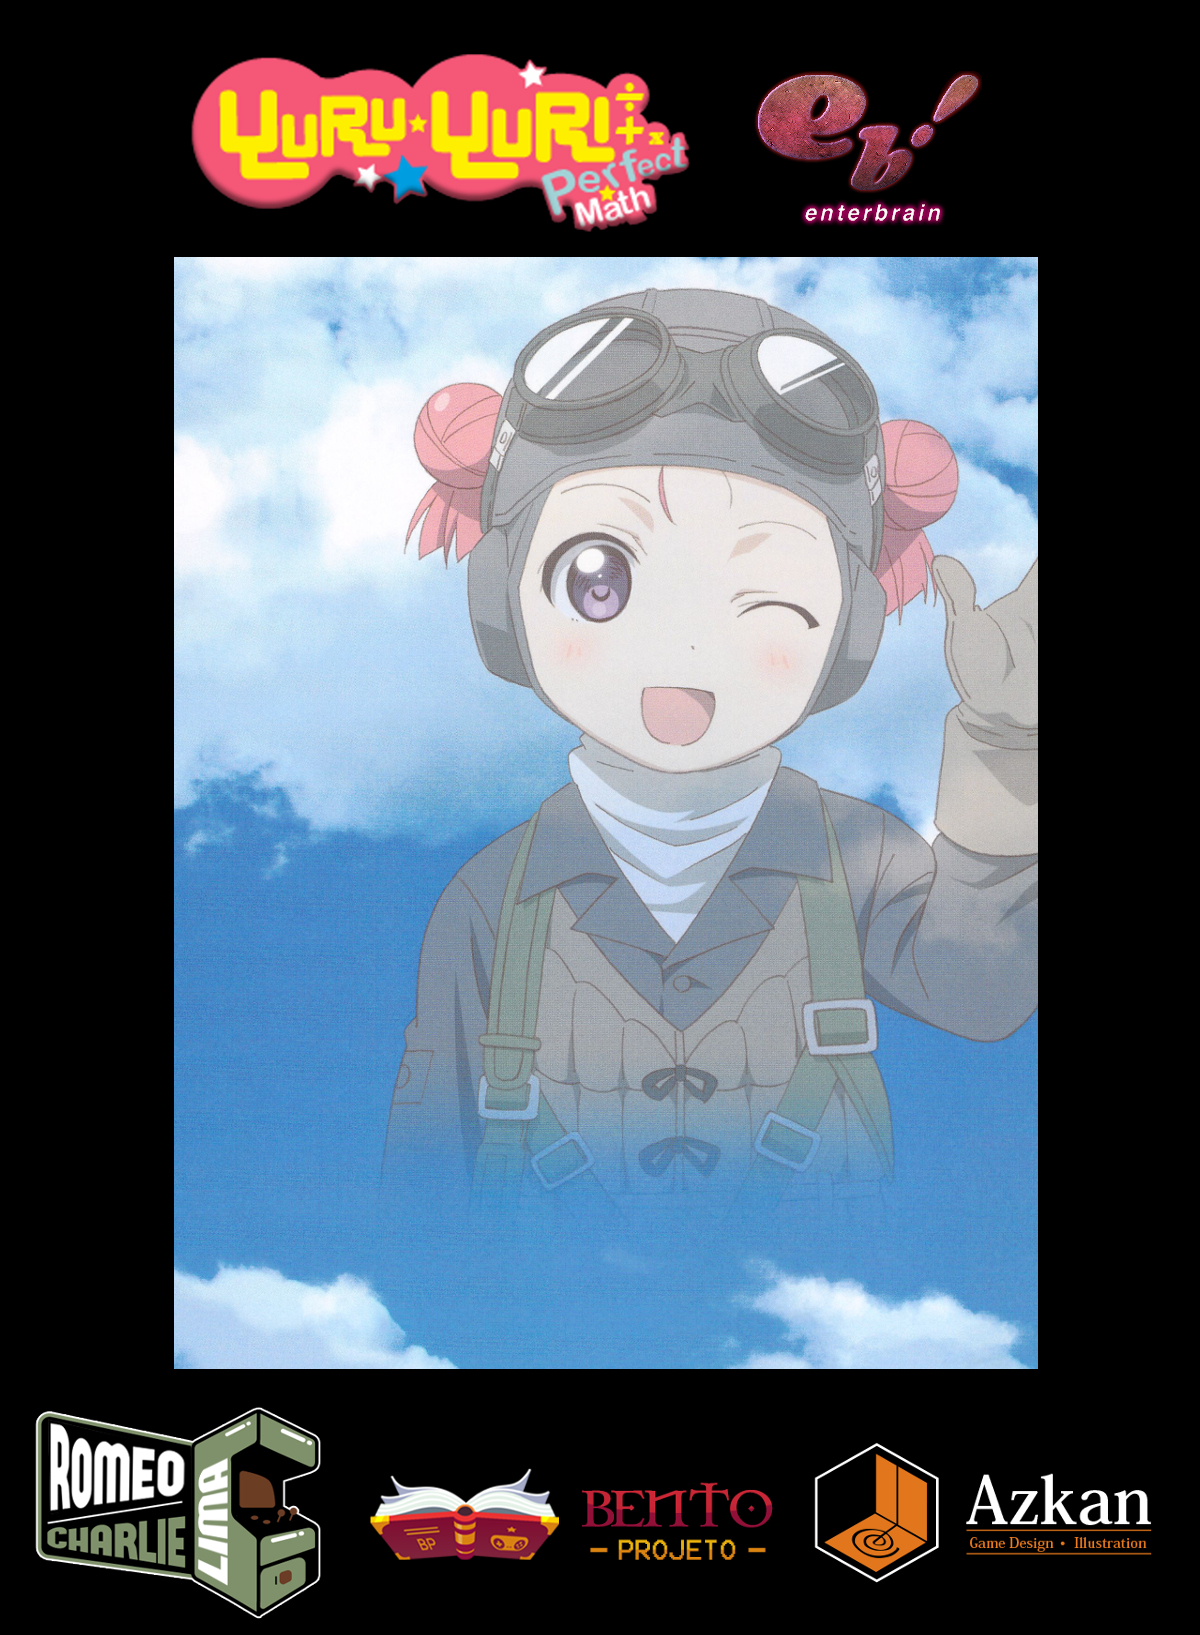 YURU★YURI
÷
+ x
Perfect
Math
eb!
enterbrain
ROMEO
CHARLIE
LIMA
BP
BENTO
– PROJETO –
Azkan
Game Design • Illustration